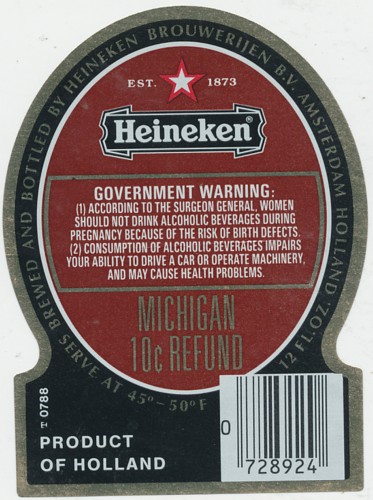 BREWED AND BOTTLED BY HEINEKEN BROUWERIJEN B.V. AMSTERDAM HOLLAND.
EST. 1873
Heineken®
GOVERNMENT WARNING:
(1) ACCORDING TO THE SURGEON GENERAL, WOMEN
SHOULD NOT DRINK ALCOHOLIC BEVERAGES DURING
PREGNANCY BECAUSE OF THE RISK OF BIRTH DEFECTS.
(2) CONSUMPTION OF ALCOHOLIC BEVERAGES IMPAIRS
YOUR ABILITY TO DRIVE A CAR OR OPERATE MACHINERY,
AND MAY CAUSE HEALTH PROBLEMS.
MICHIGAN
10¢ REFUND
SERVE AT 45º-50ºF
12 FL.OZ.
0788
PRODUCT
OF HOLLAND
0 728924